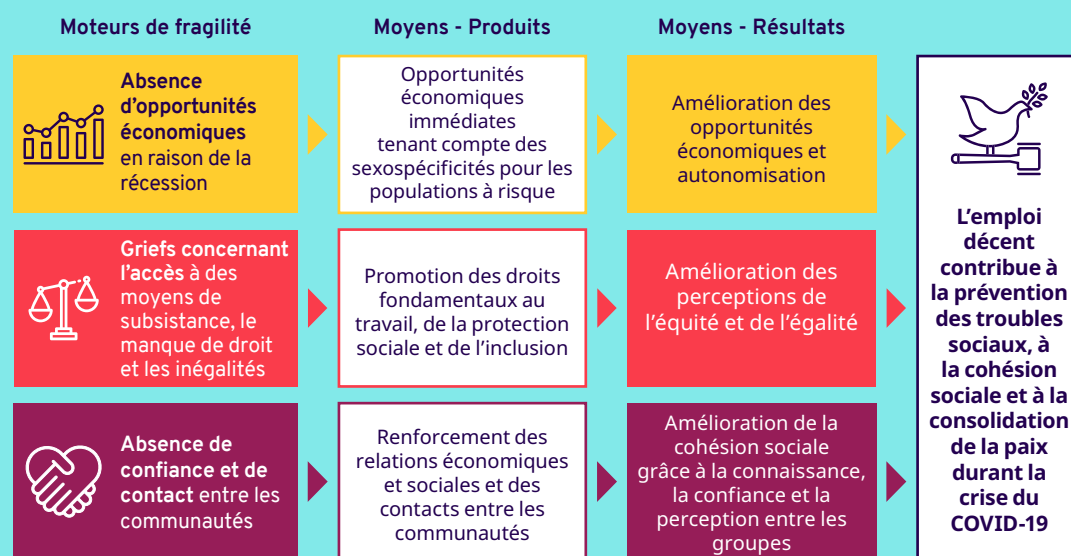 Moteurs de fragilité
Moyens - Produits
Moyens - Résultats
Absence
d'opportunités
économiques
en raison de la
récession
Opportunités
économiques
immédiates
tenant compte des
sexospécificités pour les
populations à risque
Amélioration des
opportunités
économiques et
autonomisation
Griefs concernant
l'accès à des
moyens de
subsistance, le
manque de droit
et les inégalités
Promotion des droits
fondamentaux au
travail, de la protection
sociale et de l'inclusion
Amélioration des
perceptions de
l'équité et de l'égalité
Absence de
confiance et de
contact entre les
communautés
Renforcement des
relations économiques
et sociales et des
contacts entre les
communautés
Amélioration de la
cohésion sociale
grâce à la connaissance,
la confiance et la
perception entre les
groupes
L'emploi
décent
contribue à
la prévention
des troubles
sociaux, à
la cohésion
sociale et à la
consolidation
de la paix
durant la
crise du
COVID-19